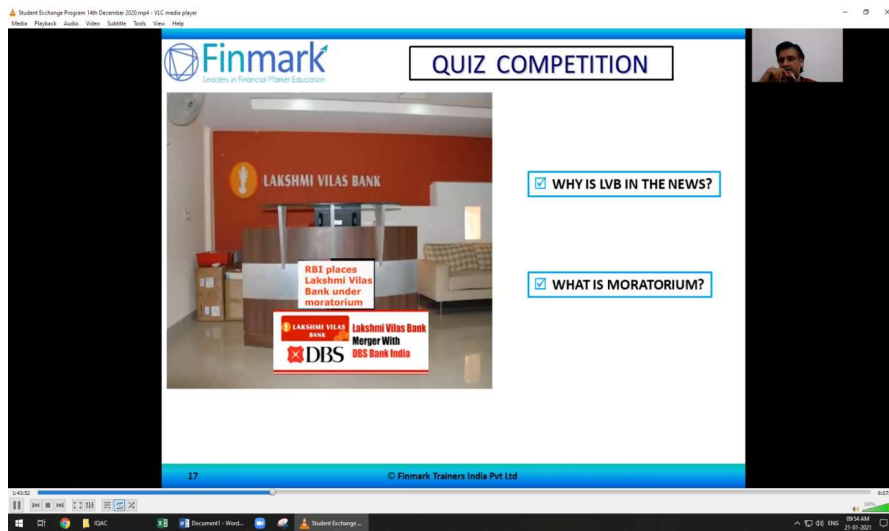 Student Exchange Program 14th December 2020.mp4 - VLC media player
Media Playback Audio Video Subtitle Tools View Help
Finmark
Leaders in Financial Market Education
QUIZ COMPETITION
LAKSHMI VILAS BANK
WHY IS LVB IN THE NEWS?
RBI places
Lakshmi Vilas
Bank under
moratorium
WHAT IS MORATORIUM?
LAKSHMI VILAS
BANK
DBS
Lakshmi Vilas Bank
Merger With
DBS Bank India
17
© Finmark Trainers India Pvt Ltd
1:43:52
100%
IQAC
Document1 - Word...
Student Exchange ...
ENG
09:54 AM
21-01-2021